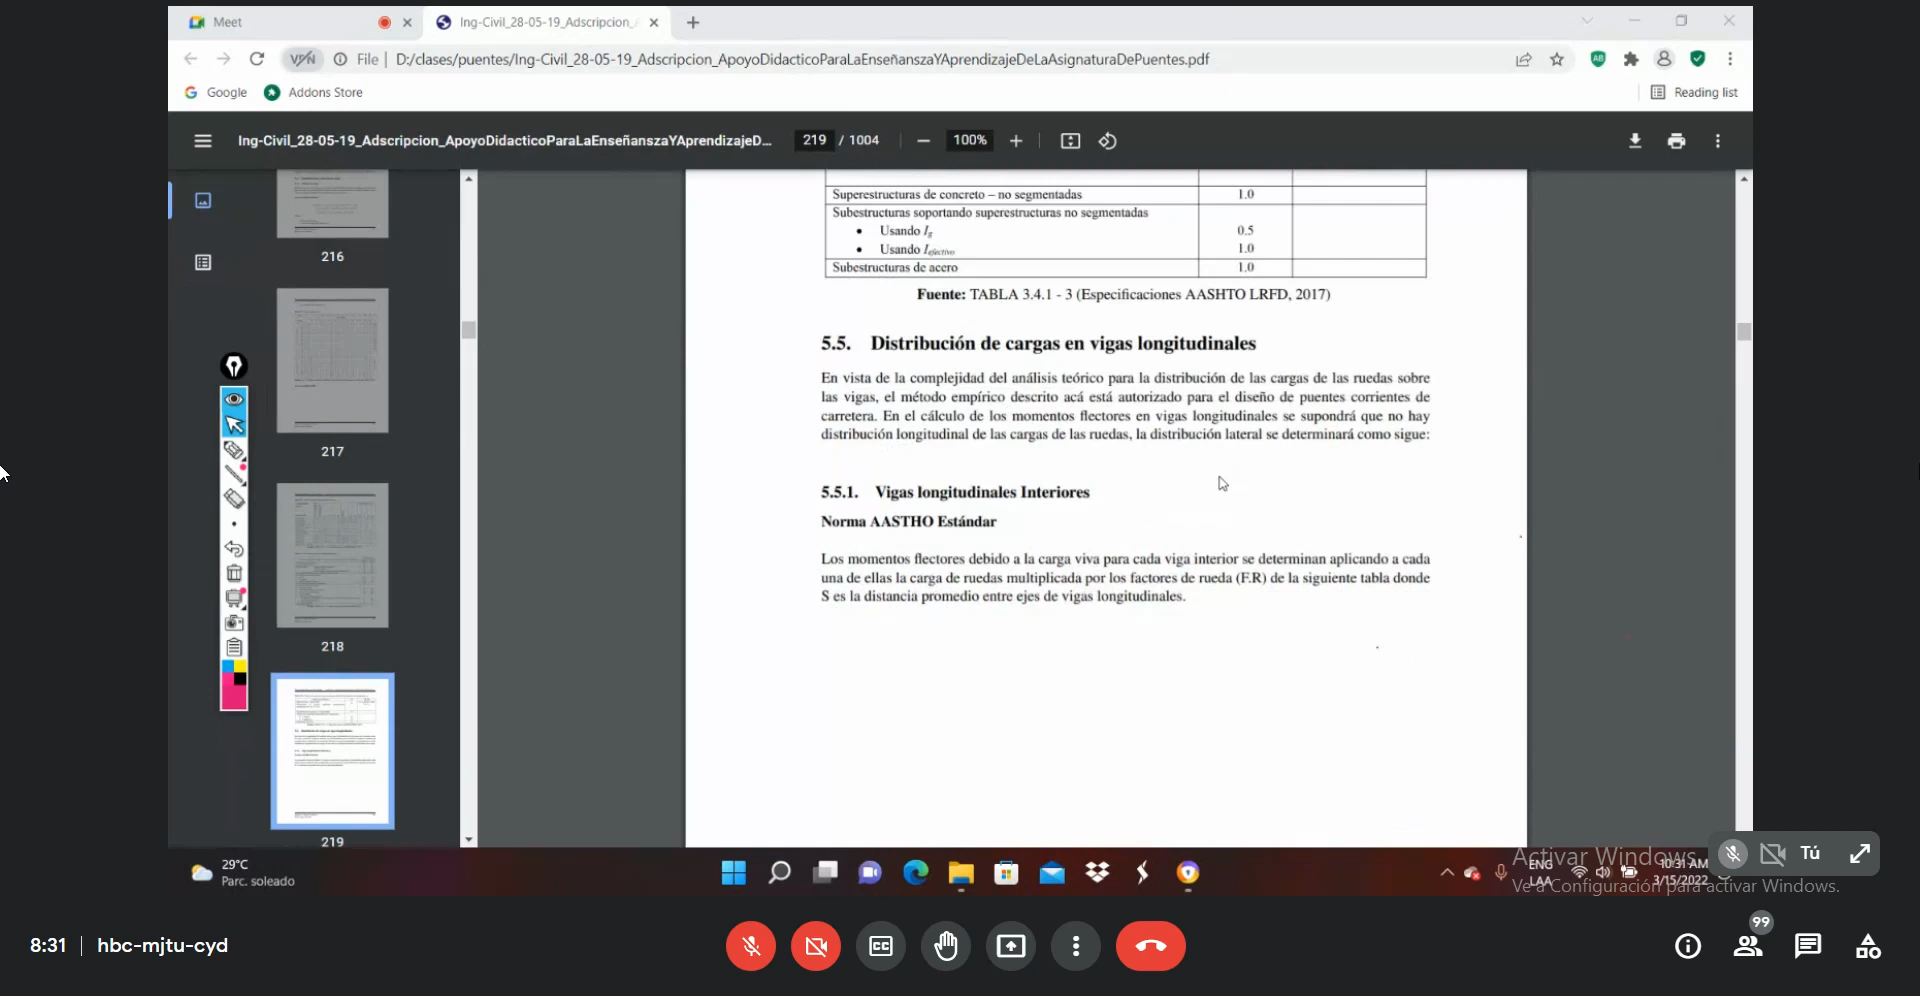 Meet
Ing-Civil_28-05-19_Adscripcion_
VPN
File | D:/clases/puentes/Ing-Civil_28-05-19_Adscripcion_ApoyoDidacticoParaLaEnseñanszaYAprendizajeDeLaAsignaturaDePuentes.pdf
Google
Addons Store
Reading list
Ing-Civil_28-05-19_Adscripcion_ApoyoDidacticoParaLaEnseñanszaYAprendizajeD...
219 / 1004
100%
216
217
218
219
Superestructuras de concreto – no segmentadas 1.0
Subestructuras soportando superestructuras no segmentadas
• Usando Ig 0.5
• Usando Iefectivo 1.0
Subestructuras de acero 1.0
Fuente: TABLA 3.4.1 - 3 (Especificaciones AASHTO LRFD, 2017)
5.5. Distribución de cargas en vigas longitudinales
En vista de la complejidad del análisis teórico para la distribución de las cargas de las ruedas sobre
las vigas, el método empírico descrito acá está autorizado para el diseño de puentes corrientes de
carretera. En el cálculo de los momentos flectores en vigas longitudinales se supondrá que no hay
distribución longitudinal de las cargas de las ruedas, la distribución lateral se determinará como sigue:
5.5.1. Vigas longitudinales Interiores
Norma AASTHO Estándar
Los momentos flectores debido a la carga viva para cada viga interior se determinan aplicando a cada
una de ellas la carga de ruedas multiplicada por los factores de rueda (F.R) de la siguiente tabla donde
S es la distancia promedio entre ejes de vigas longitudinales.
29°C
Parc. soleado
ENG
LAA
10:31 AM
3/15/2022
Activar Windows
Ve a Configuración para activar Windows.
Tú
8:31 | hbc-mjtu-cyd
CC
99